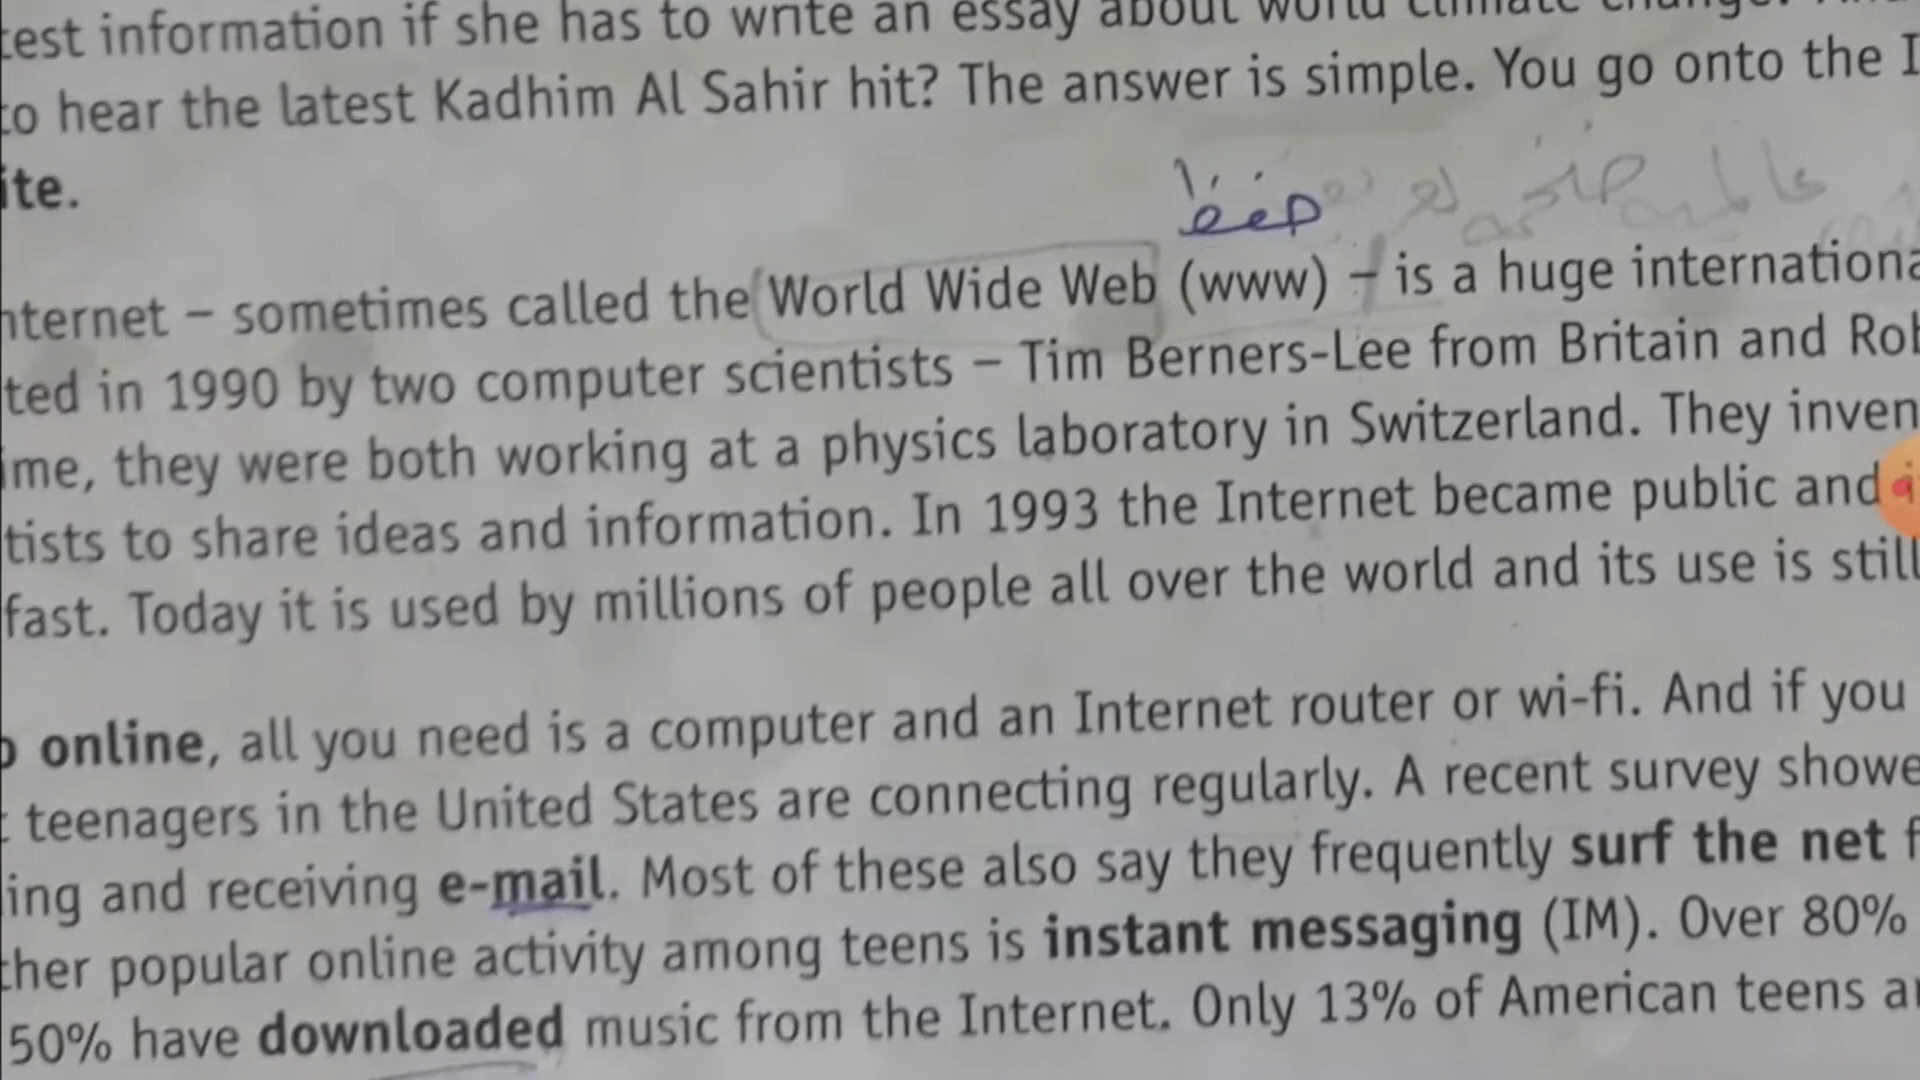 test information if she has to write an essay about world climate change. And
to hear the latest Kadhim Al Sahir hit? The answer is simple. You go onto the I
ite.
nternet – sometimes called the World Wide Web (www) – is a huge internationa
ted in 1990 by two computer scientists – Tim Berners-Lee from Britain and Rob
ime, they were both working at a physics laboratory in Switzerland. They inven
tists to share ideas and information. In 1993 the Internet became public and i
fast. Today it is used by millions of people all over the world and its use is still
o online, all you need is a computer and an Internet router or wi-fi. And if you
t teenagers in the United States are connecting regularly. A recent survey showe
ing and receiving e-mail. Most of these also say they frequently surf the net f
ther popular online activity among teens is instant messaging (IM). Over 80%
50% have downloaded music from the Internet. Only 13% of American teens a